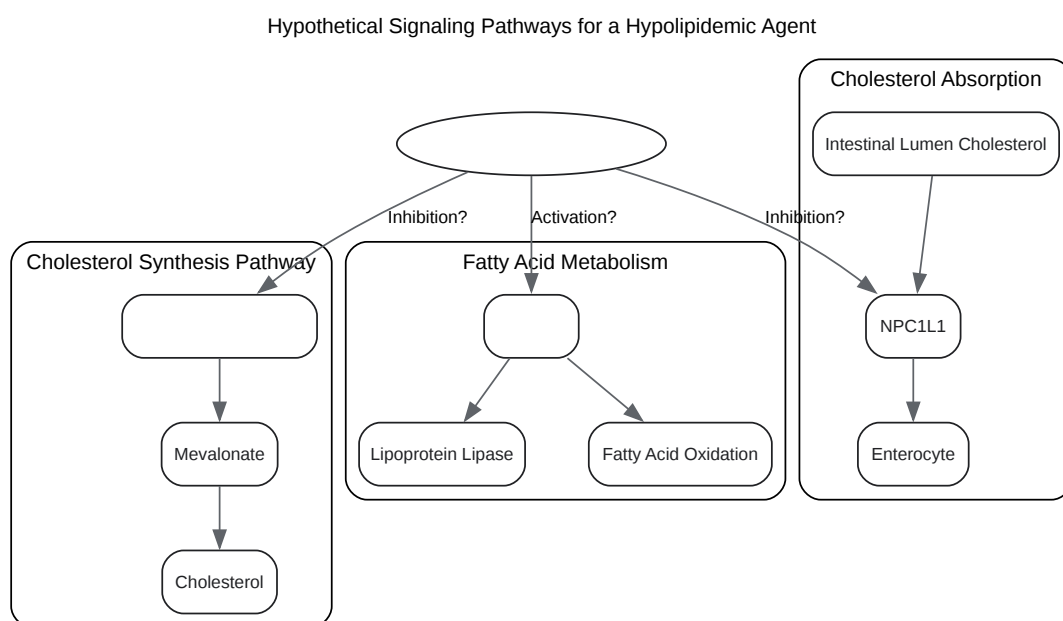 Hypothetical Signaling Pathways for a Hypolipidemic Agent
Cholesterol Absorption
Intestinal Lumen Cholesterol
Inhibition?
Activation?
Inhibition?
Cholesterol Synthesis Pathway
Fatty Acid Metabolism
NPC1L1
Mevalonate
Lipoprotein Lipase
Fatty Acid Oxidation
Enterocyte
Cholesterol